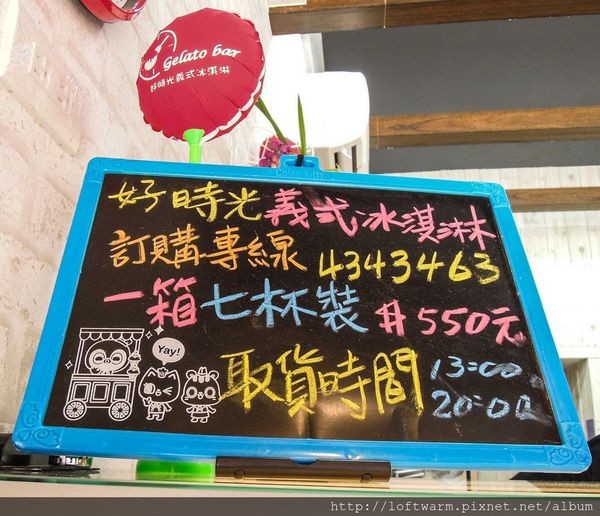 Gelato bar
好時光義式冰淇淋
Color Kitty
好時光義式冰淇淋
訂購專線 4343463
一箱七杯裝 #550元
Yay!
取貨時間 13:00
20:00
http://loftwarm.pixnet.net/album